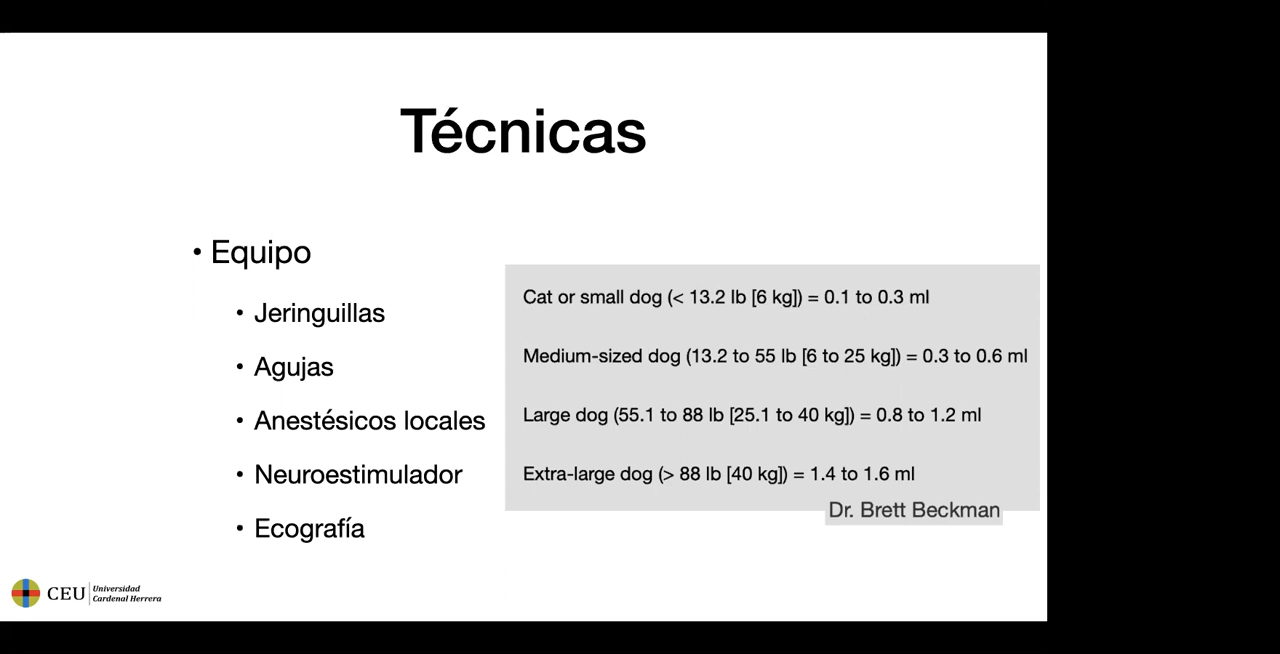 Técnicas
• Equipo
• Jeringuillas
• Agujas
• Anestésicos locales
• Neuroestimulador
• Ecografía
Cat or small dog (< 13.2 lb [6 kg]) = 0.1 to 0.3 ml
Medium-sized dog (13.2 to 55 lb [6 to 25 kg]) = 0.3 to 0.6 ml
Large dog (55.1 to 88 lb [25.1 to 40 kg]) = 0.8 to 1.2 ml
Extra-large dog (> 88 lb [40 kg]) = 1.4 to 1.6 ml
Dr. Brett Beckman
CEU
Universidad
Cardenal Herrera